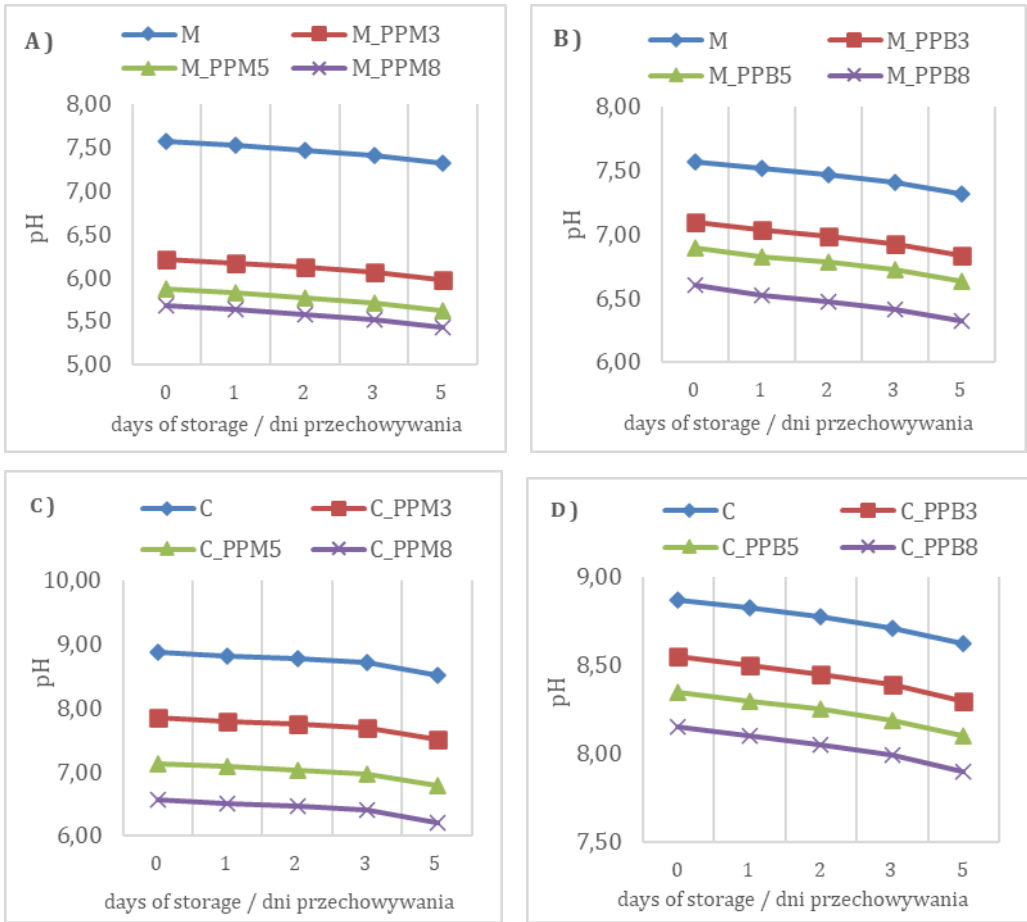 A)
M M_PPM3
M_PPM5 M_PPM8
8,00
7,50
7,00
6,50
6,00
5,50
5,00
pH
0 1 2 3 5
days of storage / dni przechowywania
B)
M M_PPB3
M_PPB5 M_PPB8
8,00
7,50
7,00
6,50
6,00
pH
0 1 2 3 5
days of storage / dni przechowywania
C)
C C_PPM3
C_PPM5 C_PPM8
10,00
9,00
8,00
7,00
6,00
pH
0 1 2 3 5
days of storage / dni przechowywania
D)
C C_PPB3
C_PPB5 C_PPB8
9,00
8,50
8,00
7,50
pH
0 1 2 3 5
days of storage / dni przechowywania